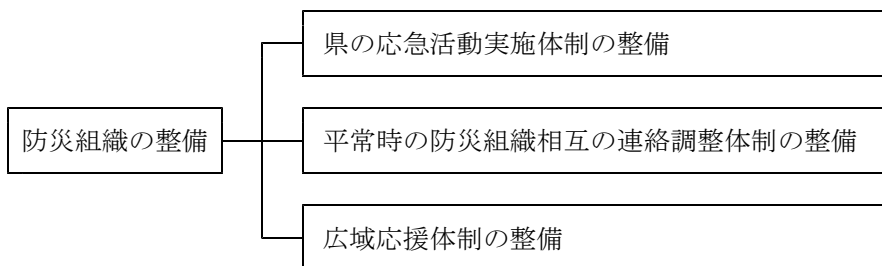 県の応急活動実施体制の整備
防災組織の整備
平常時の防災組織相互の連絡調整体制の整備
広域応援体制の整備